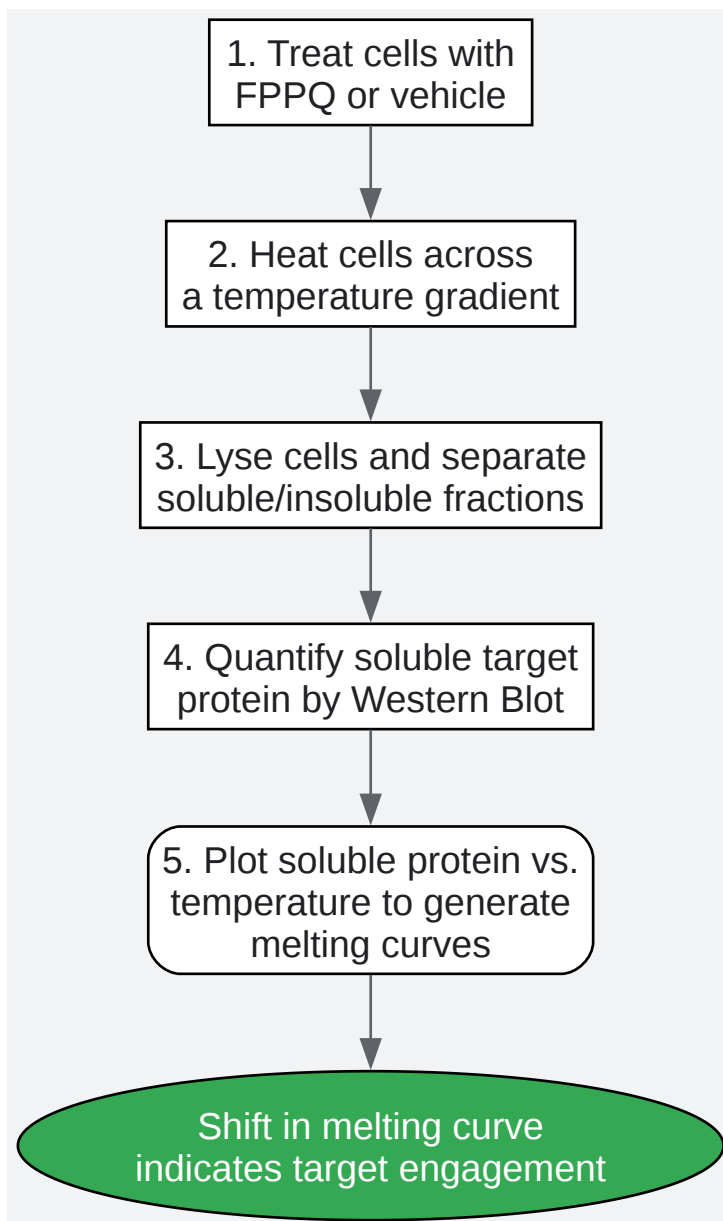 1. Treat cells with
FPPQ or vehicle
2. Heat cells across
a temperature gradient
3. Lyse cells and separate
soluble/insoluble fractions
4. Quantify soluble target
protein by Western Blot
5. Plot soluble protein vs.
temperature to generate
melting curves
Shift in melting curve
indicates target engagement